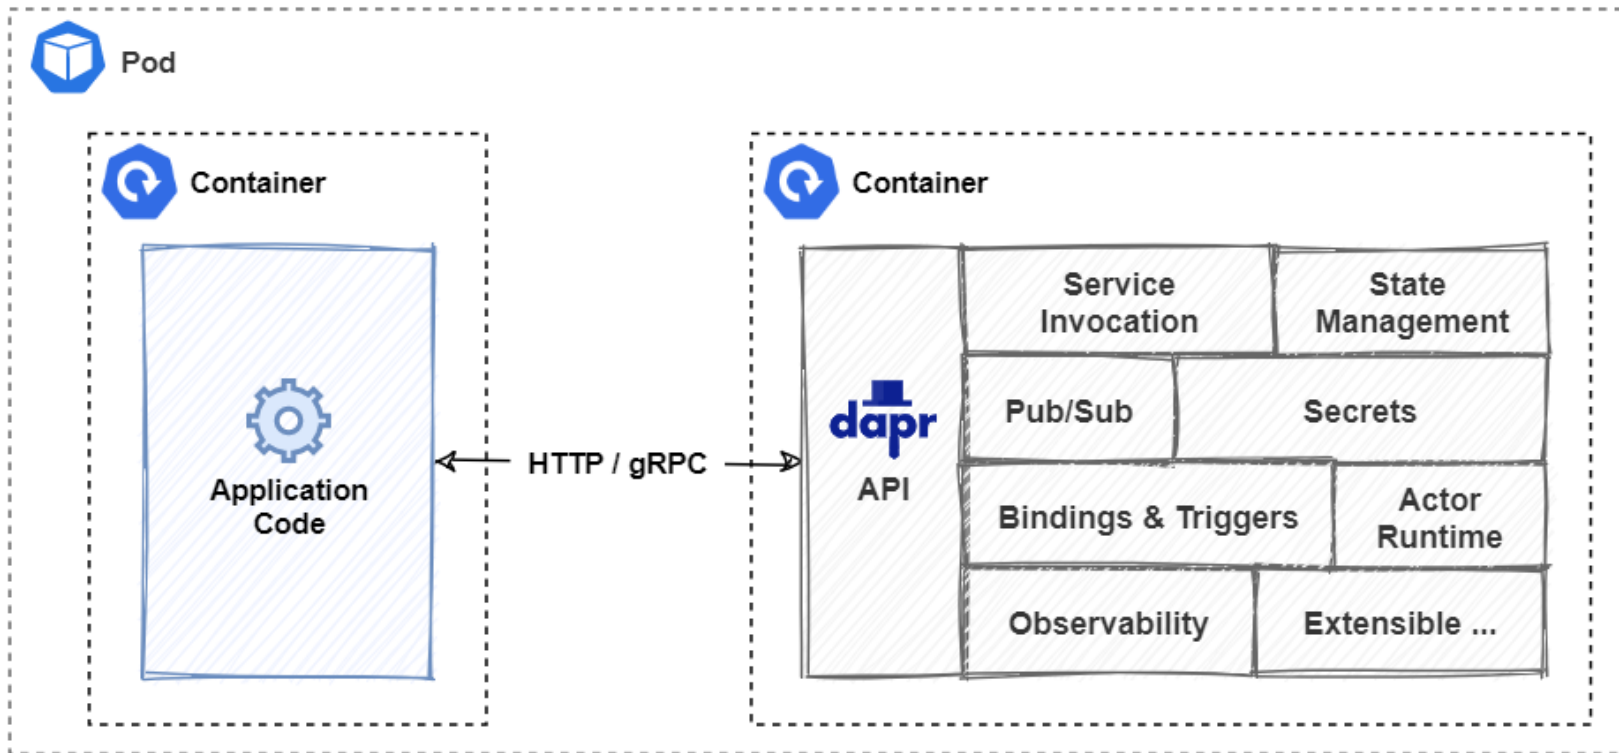 Pod
Container
Application
Code
HTTP / gRPC
Container
dapr
API
Service
Invocation
State
Management
Pub/Sub
Secrets
Bindings & Triggers
Actor
Runtime
Observability
Extensible ...